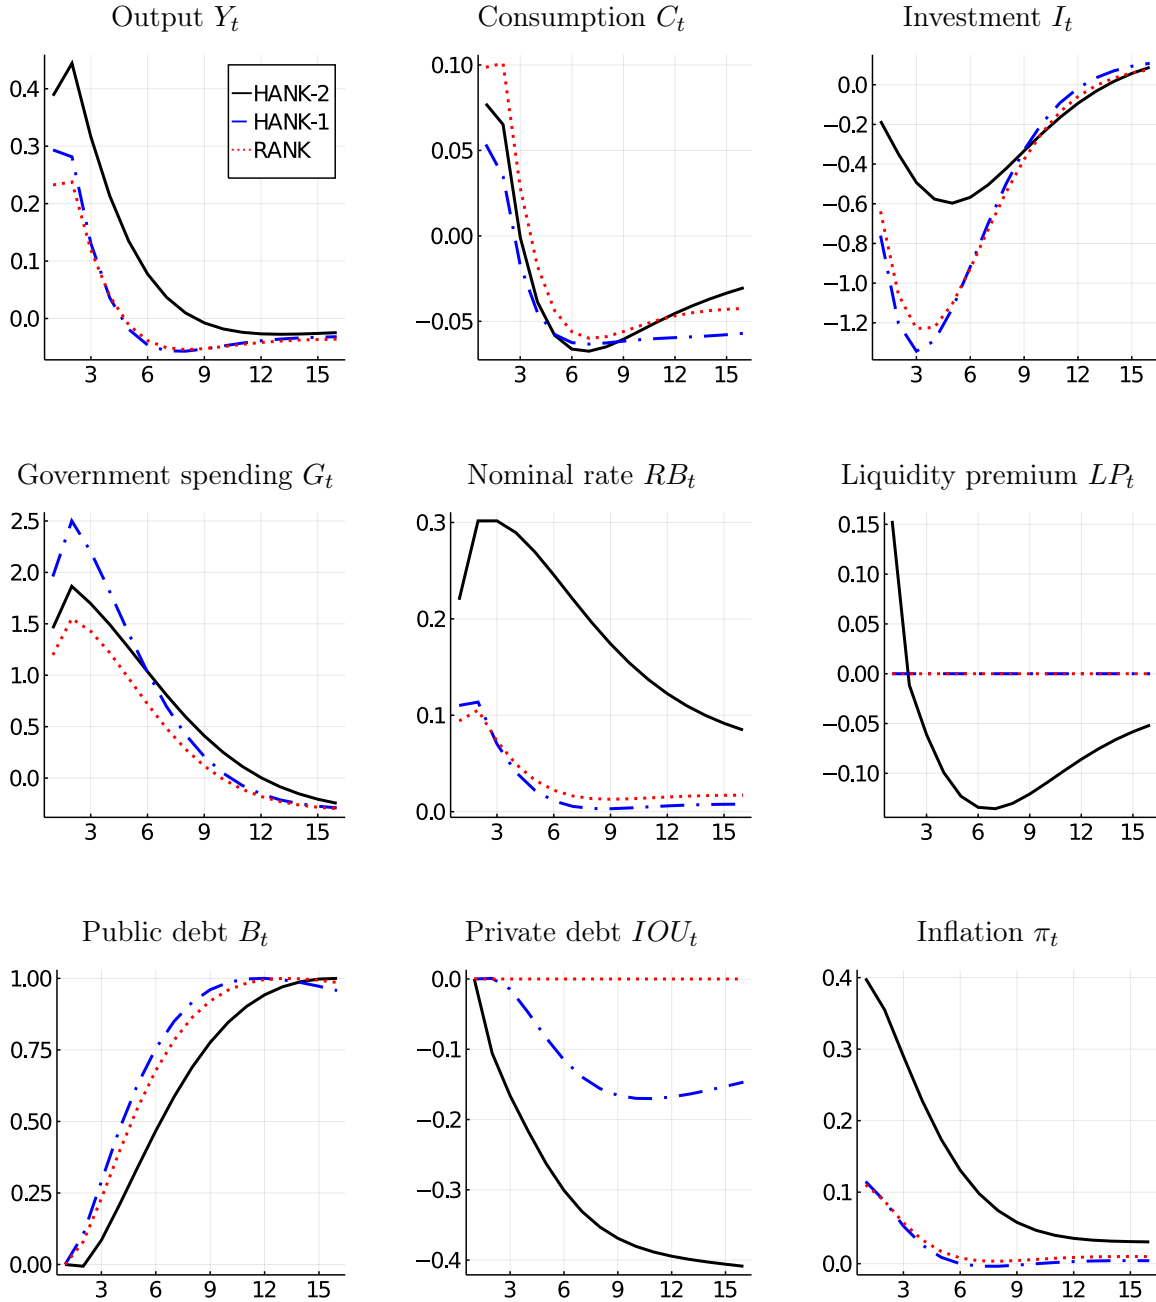 Output Y_t
Consumption C_t
Investment I_t
HANK-2
HANK-1
RANK
0.4
0.3
0.2
0.1
0.0
3 6 9 12 15
0.10
0.05
0.00
−0.05
3 6 9 12 15
0.0
−0.2
−0.4
−0.6
−0.8
−1.0
−1.2
3 6 9 12 15
Government spending G_t
Nominal rate RB_t
Liquidity premium LP_t
2.5
2.0
1.5
1.0
0.5
0.0
3 6 9 12 15
0.3
0.2
0.1
0.0
3 6 9 12 15
0.15
0.10
0.05
0.00
−0.05
−0.10
3 6 9 12 15
Public debt B_t
Private debt IOU_t
Inflation π_t
1.00
0.75
0.50
0.25
0.00
3 6 9 12 15
0.0
−0.1
−0.2
−0.3
−0.4
3 6 9 12 15
0.4
0.3
0.2
0.1
0.0
3 6 9 12 15